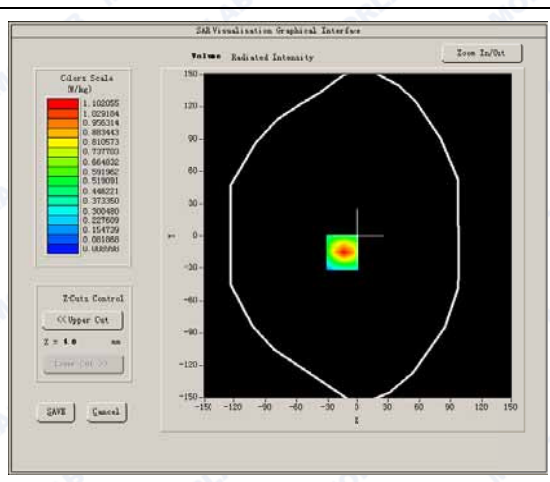 SAR Visualisation Graphical Interface
Volume Radiated Intensity
Zoom In/Out
Colors Scale
(W/kg)
1.102055
1.029184
0.956314
0.883443
0.810573
0.737703
0.664832
0.591962
0.519091
0.446221
0.373350
0.300480
0.227609
0.154739
0.081868
150
120
90
60
30
0
-30
-60
-90
-120
-150
Y
-150 -120 -90 -60 -30 0 30 60 90 120 150
X
Z-Cuts Control
<< Upper Cut
Z = 4.0 mm
Lower Cut >>
SAVE Cancel